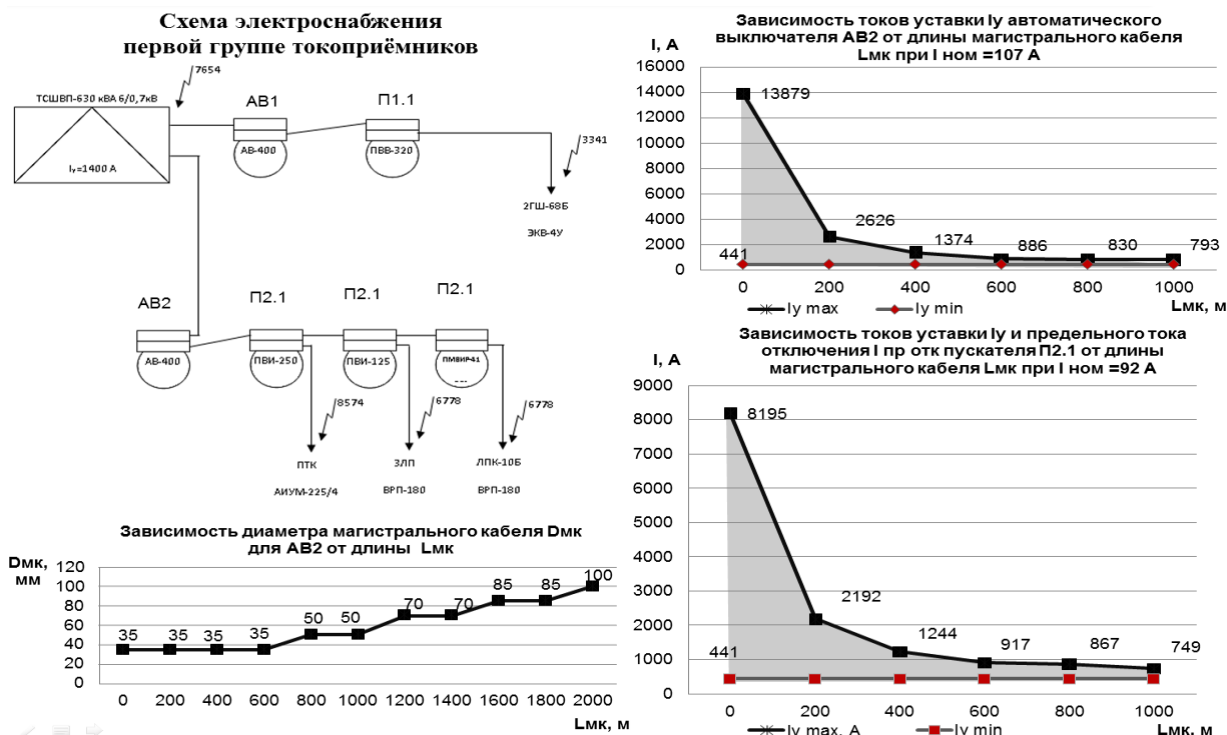 Схема электроснабжения
первой группе токоприёмников
7654
ТСШВП-630 кВА 6/0,7кВ
Iу=1400 А
АВ1
П1.1
АВ-400
ПВВ-320
3341
2ГШ-68Б
ЭКВ-4У
АВ2
П2.1
П2.1
П2.1
АВ-400
ПВИ-250
ПВИ-125
ПМВИР-41
8574
6778
6778
ПТК
ЗЛП
ЛПК-10Б
АИУМ-225/4
ВРП-180
ВРП-180
Зависимость диаметра магистрального кабеля Dмк
для АВ2 от длины Lмк
Dмк,
мм
120
100
80
60
40
20
0
35
35
35
35
50
50
70
70
85
85
100
0 200 400 600 800 1000 1200 1400 1600 1800 2000
Lмк, м
Зависимость токов уставки Iу автоматического
выключателя АВ2 от длины магистрального кабеля
Lмк при I ном =107 А
I, А
16000
14000
12000
10000
8000
6000
4000
2000
0
13879
2626
1374
886
830
793
441
0 200 400 600 800 1000
Lмк, м
Iy max
Iy min
Зависимость токов уставки Iу и предельного тока
отключения I пр отк пускателя П2.1 от длины
магистрального кабеля Lмк при I ном =92 А
I, А
9000
8000
7000
6000
5000
4000
3000
2000
1000
0
8195
2192
1244
917
867
749
441
0 200 400 600 800 1000
Lмк, м
Iy max, А
Iy min